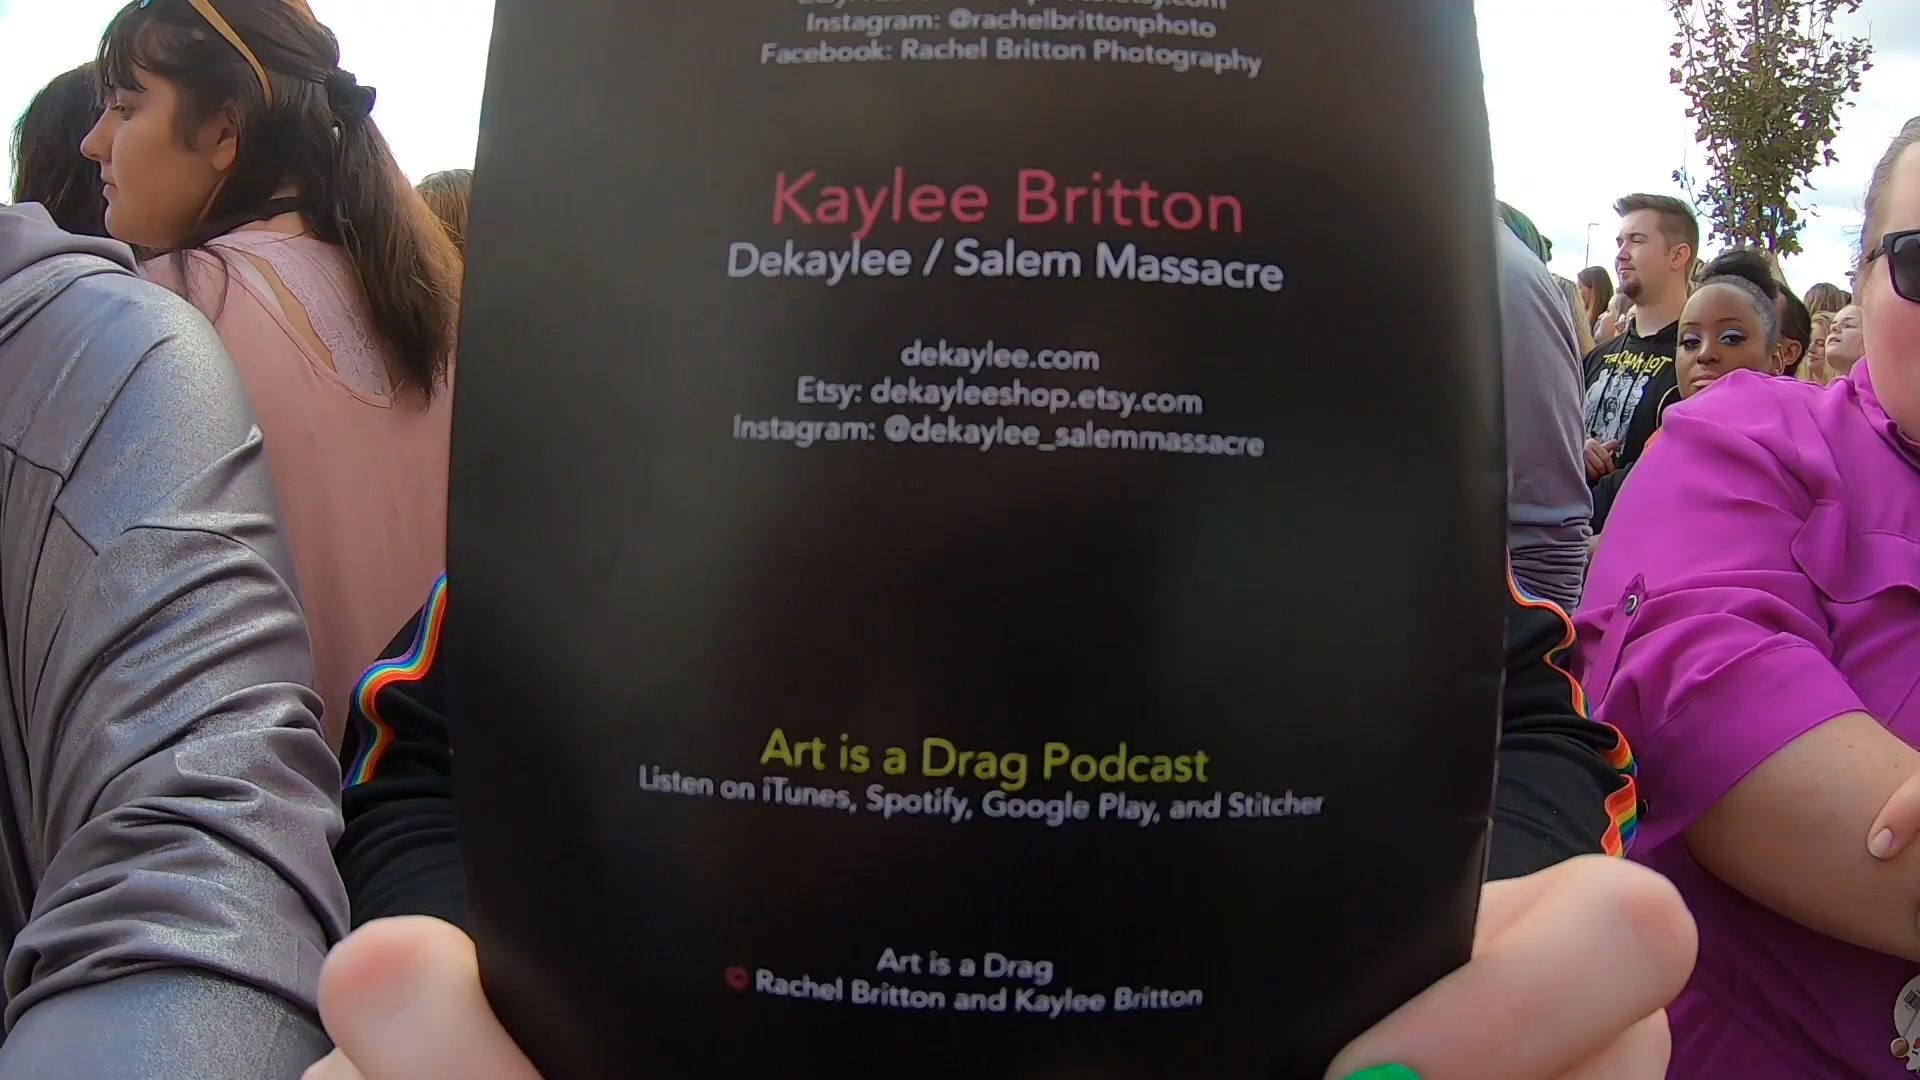 Instagram: @rachelbrittonphoto
Facebook: Rachel Britton Photography
Kaylee Britton
Dekaylee / Salem Massacre
dekaylee.com
Etsy: dekayleeshop.etsy.com
Instagram: @dekaylee_salemmassacre
Art is a Drag Podcast
Listen on iTunes, Spotify, Google Play, and Stitcher
Art is a Drag
© Rachel Britton and Kaylee Britton